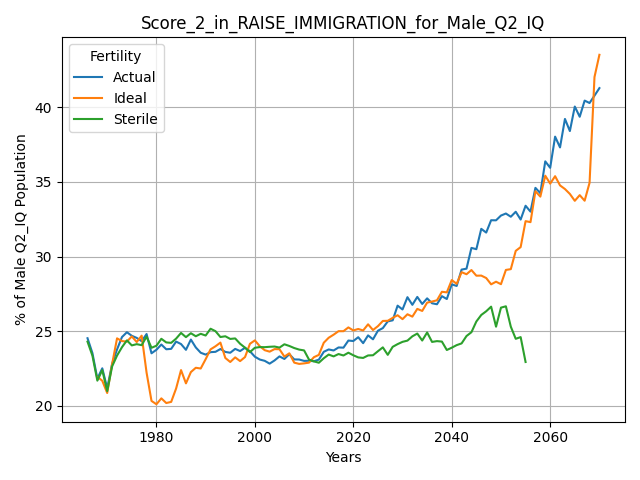 Score_2_in_RAISE_IMMIGRATION_for_Male_Q2_IQ
Fertility
Actual
Ideal
Sterile
% of Male Q2_IQ Population
40
35
30
25
20
1980
2000
2020
2040
2060
Years